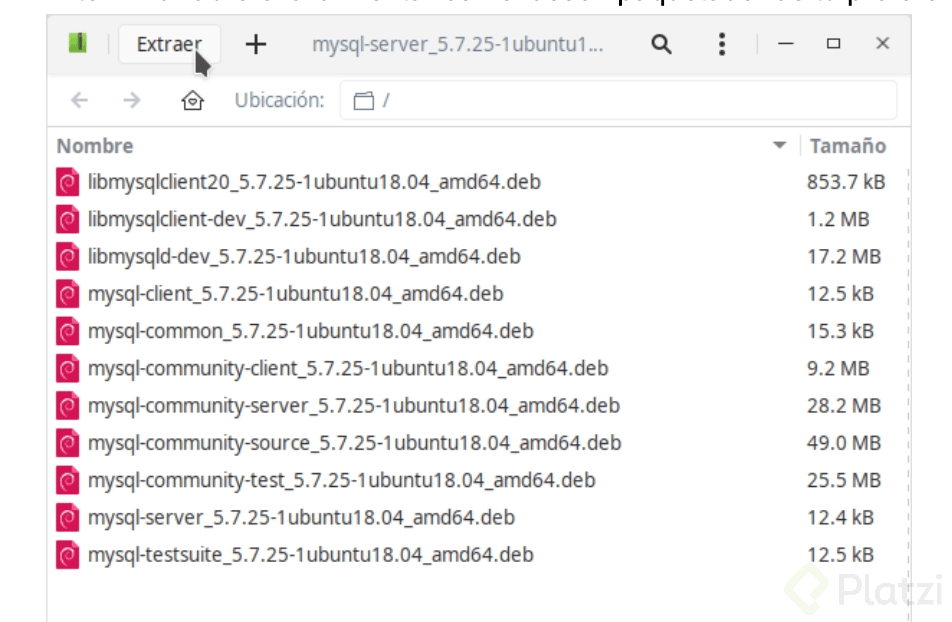 Extraer + mysql-server_5.7.25-1ubuntu1...
Ubicación: /
Nombre Tamaño
libmysqlclient20_5.7.25-1ubuntu18.04_amd64.deb 853.7 kB
libmysqlclient-dev_5.7.25-1ubuntu18.04_amd64.deb 1.2 MB
libmysqld-dev_5.7.25-1ubuntu18.04_amd64.deb 17.2 MB
mysql-client_5.7.25-1ubuntu18.04_amd64.deb 12.5 kB
mysql-common_5.7.25-1ubuntu18.04_amd64.deb 15.3 kB
mysql-community-client_5.7.25-1ubuntu18.04_amd64.deb 9.2 MB
mysql-community-server_5.7.25-1ubuntu18.04_amd64.deb 28.2 MB
mysql-community-source_5.7.25-1ubuntu18.04_amd64.deb 49.0 MB
mysql-community-test_5.7.25-1ubuntu18.04_amd64.deb 25.5 MB
mysql-server_5.7.25-1ubuntu18.04_amd64.deb 12.4 kB
mysql-testsuite_5.7.25-1ubuntu18.04_amd64.deb 12.5 kB
Platzi